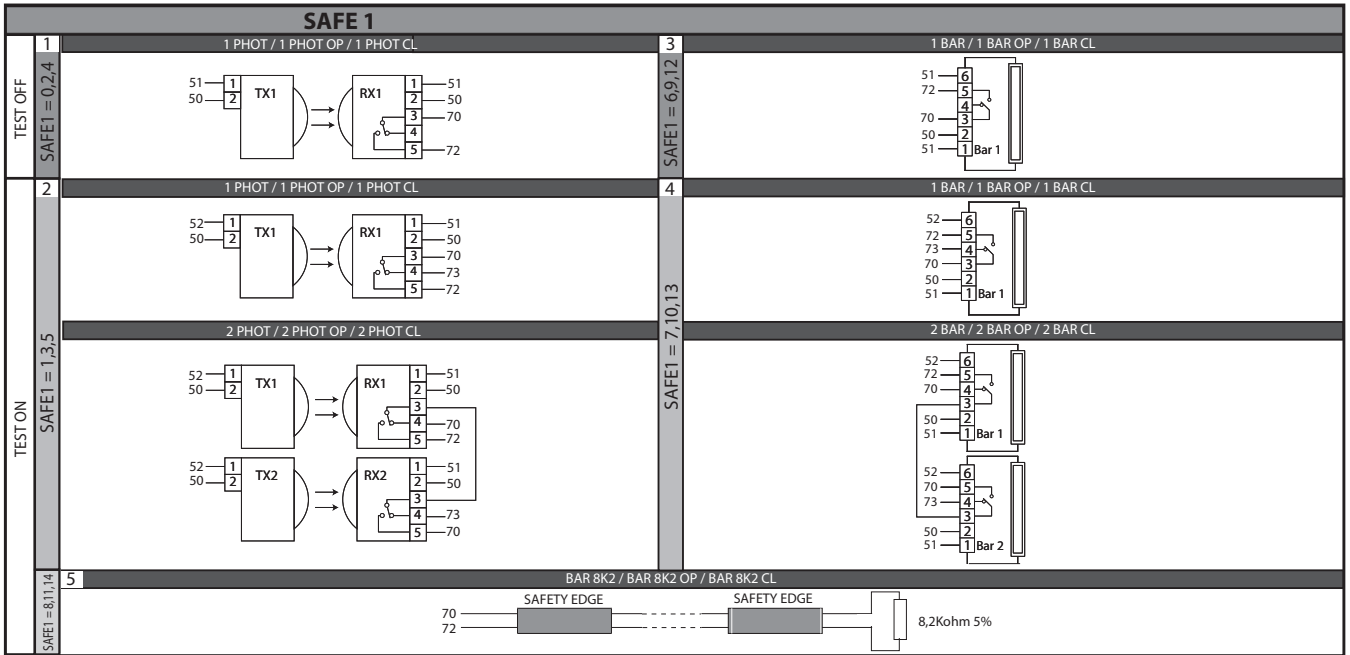 SAFE 1
TEST OFF
SAFE1 = 0,2,4
1
1 PHOT / 1 PHOT OP / 1 PHOT CL
51 1 TX1 RX1 1 51
50 2 2 50
3 70
4
5 72
SAFE1 = 6,9,12
3
1 BAR / 1 BAR OP / 1 BAR CL
51 6
72 5
4
70 3
50 2
51 1 Bar 1
TEST ON
SAFE1 = 1,3,5
2
1 PHOT / 1 PHOT OP / 1 PHOT CL
52 1 TX1 RX1 1 51
50 2 2 50
3 70
4 73
5 72
2 PHOT / 2 PHOT OP / 2 PHOT CL
52 1 TX1 RX1 1 51
50 2 2 50
3
4 70
5 72
52 1 TX2 RX2 1 51
50 2 2 50
3
4 73
5 70
SAFE1 = 7,10,13
4
1 BAR / 1 BAR OP / 1 BAR CL
52 6
72 5
73 4
70 3
50 2
51 1 Bar 1
2 BAR / 2 BAR OP / 2 BAR CL
52 6
72 5
70 4
3
50 2
51 1 Bar 1
52 6
70 5
73 4
3
50 2
51 1 Bar 2
SAFE1 = 8,11,14
5
BAR 8K2 / BAR 8K2 OP / BAR 8K2 CL
SAFETY EDGE SAFETY EDGE
70
72
8,2Kohm 5%